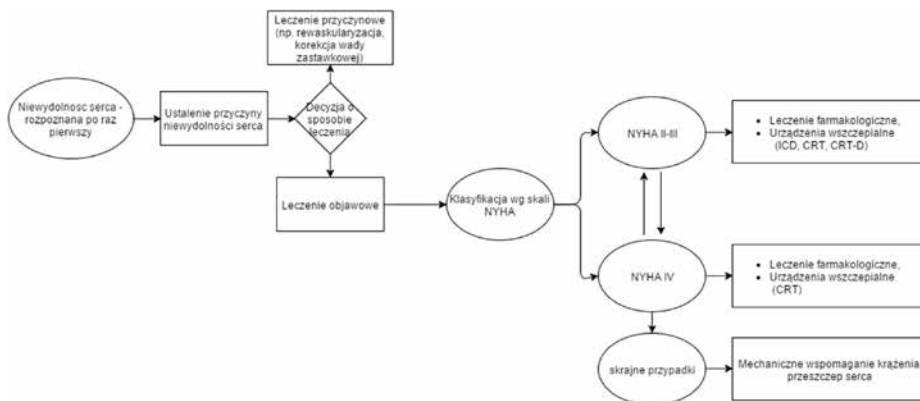 Leczenie przyczynowe
(np. rewaskularyzacja,
korekcja wady
zastawkowej)
Niewydolnosc serca -
rozpoznana po raz
pierwszy
Ustalenie przyczyny
niewydolności serca
Decyzja o
sposobie
leczenia
Leczenie objawowe
Klasyfikacja wg skali
NYHA
NYHA II-III
• Leczenie farmakologiczne,
• Urządzenia wszczepialne
(ICD, CRT, CRT-D)
NYHA IV
• Leczenie farmakologiczne,
• Urządzenia wszczepialne
(CRT)
skrajne przypadki
Mechaniczne wspomaganie krążenia
przeszczep serca